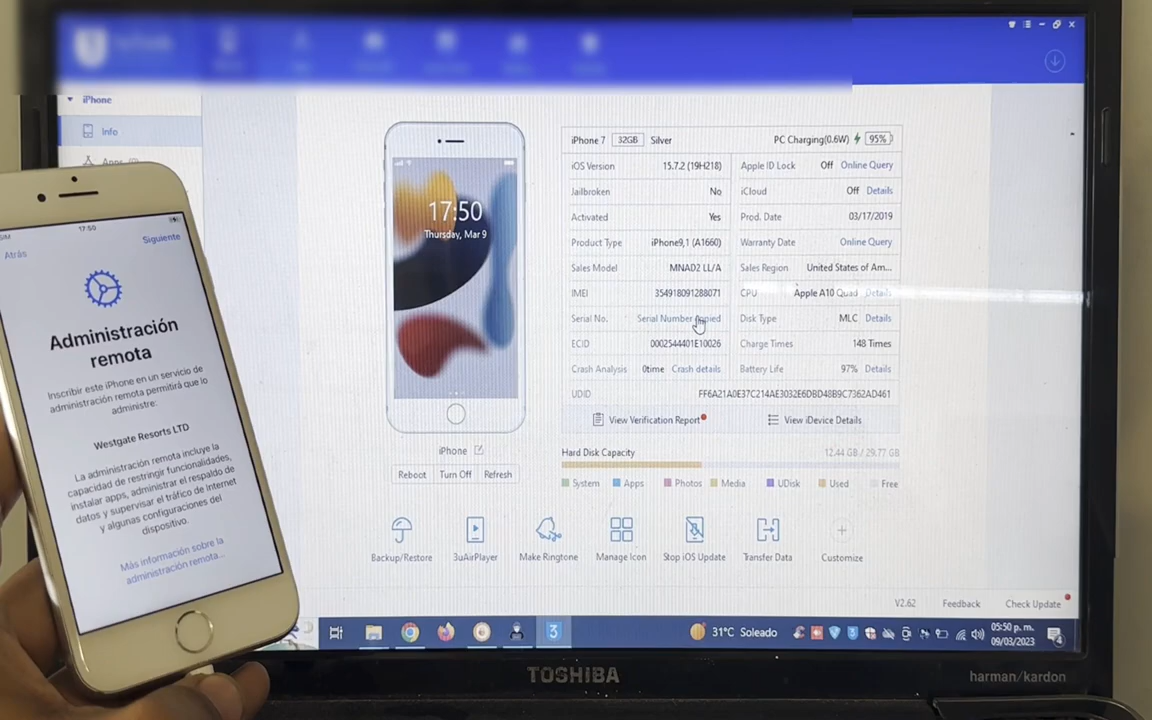 iPhone
Info
Apps
17:50
Thursday, Mar 9
iPhone
Reboot Turn Off Refresh
iPhone 7 32GB Silver PC Charging(0.6W) 95%
iOS Version 15.7.2 (19H218) Apple ID Lock Off Online Query
Jailbroken No iCloud Off Details
Activated Yes Prod. Date 03/17/2019
Product Type iPhone9,1 (A1660) Warranty Date Online Query
Sales Model MNAD2 LL/A Sales Region United States of Am...
IMEI 354918091288071 CPU Apple A10 Quad Details
Serial No. Serial Number Copied Disk Type MLC Details
ECID 0002544401E10026 Charge Times 148 Times
Crash Analysis 0time Crash details Battery Life 97% Details
UDID FF6A21A0E37C214AE3032E6DBD48B9C7362AD461
View Verification Report View iDevice Details
Hard Disk Capacity 12.44 GB / 29.77 GB
System Apps Photos Media UDisk Used Free
Backup/Restore 3uAirPlayer Make Ringtone Manage Icon Stop iOS Update Transfer Data Customize
V2.62 Feedback Check Update
3 31°C Soleado 05:50 p. m.
09/03/2023
4
TOSHIBA harman/kardon
SIM 17:50
Atrás Siguiente
Administración
remota
Inscribir este iPhone en un servicio de
administración remota permitirá que lo
administre:
Westgate Resorts LTD
La administración remota incluye la
capacidad de restringir funcionalidades,
instalar apps, administrar el respaldo de
datos y supervisar el tráfico de Internet
y algunas configuraciones del
dispositivo.
Más información sobre la
administración remota...